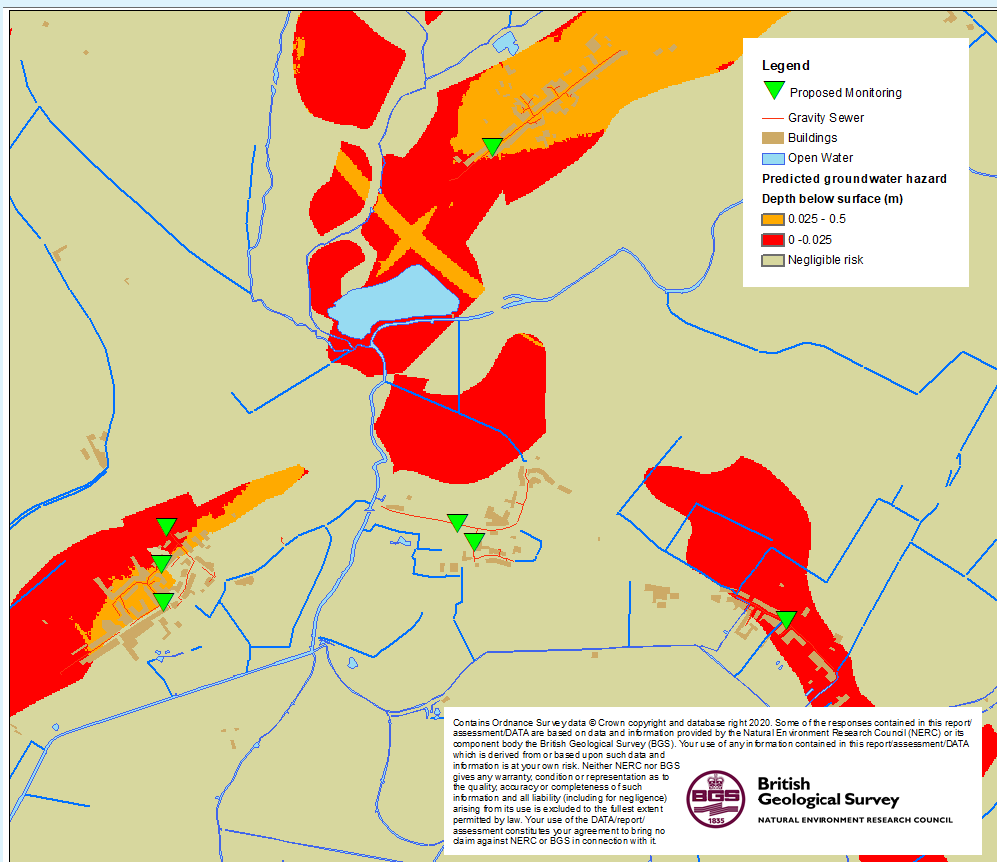 Legend
Proposed Monitoring
Gravity Sewer
Buildings
Open Water
Predicted groundwater hazard
Depth below surface (m)
0.025 - 0.5
0 -0.025
Negligible risk
Contains Ordnance Survey data © Crown copyright and database right 2020. Some of the responses contained in this report/
assessment/DATA are based on data and information provided by the Natural Environment Research Council (NERC) or its
component body the British Geological Survey (BGS). Your use of any information contained in this report/assessment/DATA
which is derived from or based upon such data and
information is at your own risk. Neither NERC nor BGS
gives any warranty, condition or representation as to
the quality, accuracy or completeness of such
information and all liability (including for negligence)
arising from its use is excluded to the fullest extent
permitted by law. Your use of the DATA/report/
assessment constitutes your agreement to bring no
claim against NERC or BGS in connection with it.
BGS
1835
British
Geological Survey
NATURAL ENVIRONMENT RESEARCH COUNCIL